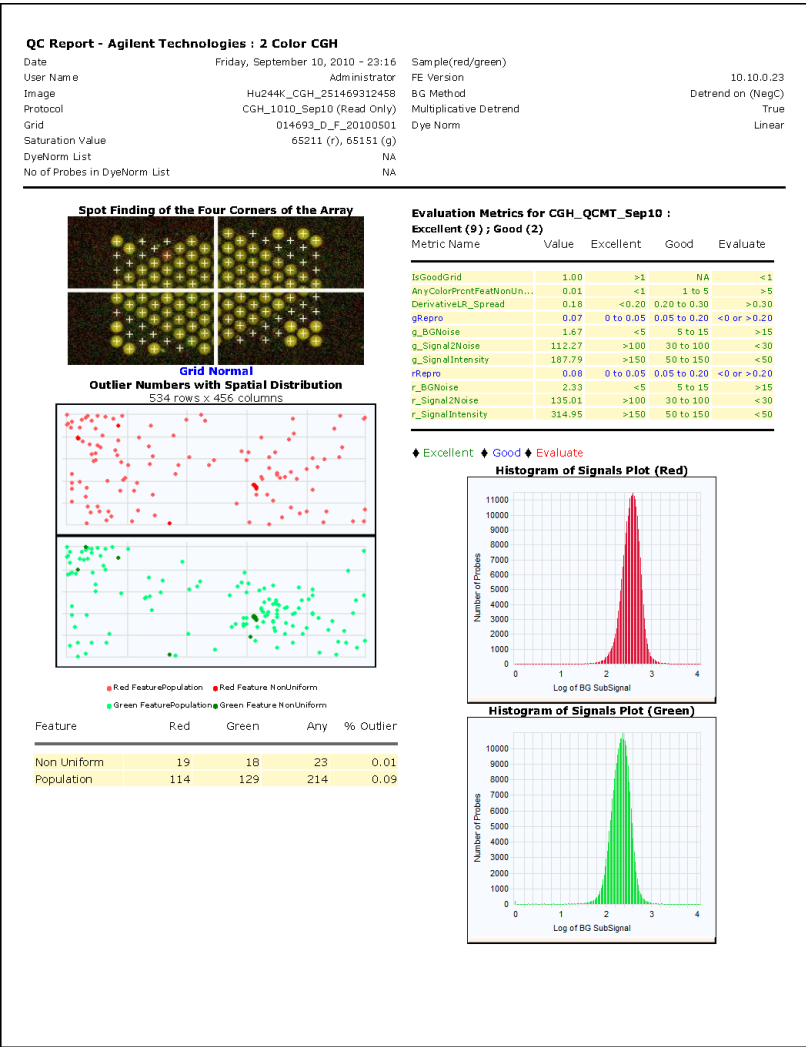 QC Report - Agilent Technologies : 2 Color CGH
Date Friday, September 10, 2010 - 23:16 Sample(red/green)
User Name Administrator FE Version 10.10.0.23
Image Hu244K_CGH_251469312458 BG Method Detrend on (NegC)
Protocol CGH_1010_Sep10 (Read Only) Multiplicative Detrend True
Grid 014693_D_F_20100501 Dye Norm Linear
Saturation Value 65211 (r), 65151 (g)
DyeNorm List NA
No of Probes in DyeNorm List NA
Spot Finding of the Four Corners of the Array
Grid Normal
Outlier Numbers with Spatial Distribution
534 rows x 456 columns
Red FeaturePopulation Red Feature NonUniform
Green FeaturePopulation Green Feature NonUniform
Feature Red Green Any % Outlier
Non Uniform 19 18 23 0.01
Population 114 129 214 0.09
Evaluation Metrics for CGH_QCMT_Sep10 :
Excellent (9) ; Good (2)
Metric Name Value Excellent Good Evaluate
IsGoodGrid 1.00 >1 NA <1
AnyColorPrcntFeatNonUn... 0.01 <1 1 to 5 >5
DerivativeLR_Spread 0.18 <0.20 0.20 to 0.30 >0.30
gRepro 0.07 0 to 0.05 0.05 to 0.20 <0 or >0.20
g_BGNoise 1.67 <5 5 to 15 >15
g_Signal2Noise 112.27 >100 30 to 100 <30
g_SignalIntensity 187.79 >150 50 to 150 <50
rRepro 0.08 0 to 0.05 0.05 to 0.20 <0 or >0.20
r_BGNoise 2.33 <5 5 to 15 >15
r_Signal2Noise 135.01 >100 30 to 100 <30
r_SignalIntensity 314.95 >150 50 to 150 <50
Excellent Good Evaluate
Histogram of Signals Plot (Red)
Number of Probes
11000
10000
9000
8000
7000
6000
5000
4000
3000
2000
1000
0
0 1 2 3 4
Log of BG SubSignal
Histogram of Signals Plot (Green)
Number of Probes
10000
9000
8000
7000
6000
5000
4000
3000
2000
1000
0
0 1 2 3 4
Log of BG SubSignal